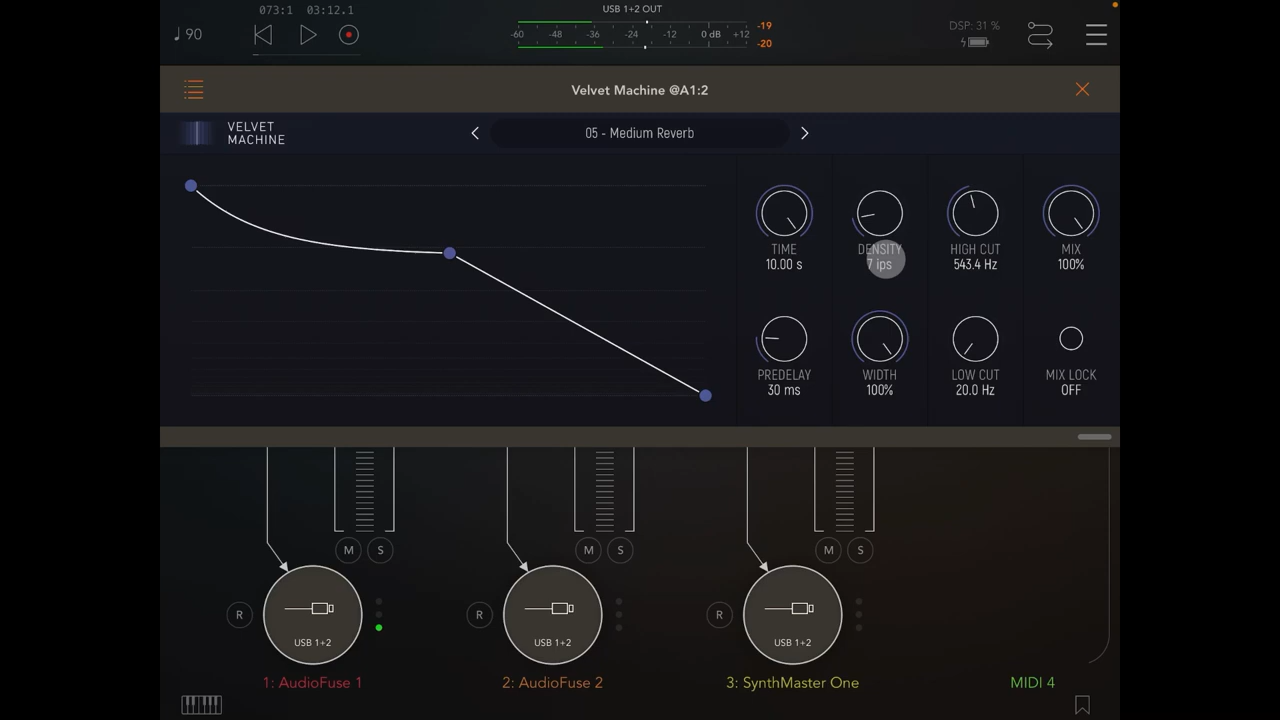 073:1 03:12.1
USB 1+2 OUT
♩ 90
-60 -48 -36 -24 -12 0 dB +12
-19
-20
DSP: 31 %
Velvet Machine @A1:2
VELVET
MACHINE
05 - Medium Reverb
TIME
10.00 s
DENSITY
7 ips
HIGH CUT
543.4 Hz
MIX
100%
PREDELAY
30 ms
WIDTH
100%
LOW CUT
20.0 Hz
MIX LOCK
OFF
M S
M S
M S
R
USB 1+2
R
USB 1+2
R
USB 1+2
1: AudioFuse 1
2: AudioFuse 2
3: SynthMaster One
MIDI 4